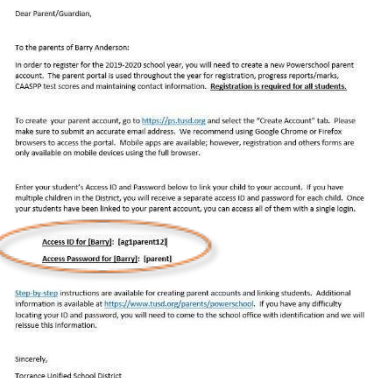 Dear Parent/Guardian,
To the parents of Barry Anderson:
In order to register for the 2019-2020 school year, you will need to create a new Powerschool parent
account. The parent portal is used throughout the year for registration, progress reports/marks,
CAASPP test scores and maintaining contact information. Registration is required for all students.
To create your parent account, go to https://ps.tusd.org and select the "Create Account" tab. Please
make sure to submit an accurate email address. We recommend using Google Chrome or Firefox
browsers to access the portal. Mobile apps are available; however, registration and others forms are
only available on mobile devices using the full browser.
Enter your student's Access ID and Password below to link your child to your account. If you have
multiple children in the District, you will receive a separate access ID and password for each child. Once
your students have been linked to your parent account, you can access all of them with a single login.
Access ID for [Barry]: [ag1parent12]
Access Password for [Barry]: [parent]
Step-by-step instructions are available for creating parent accounts and linking students. Additional
information is available at https://www.tusd.org/parents/powerschool. If you have any difficulty
locating your ID and password, you will need to come to the school office with identification and we will
reissue this information.
Sincerely,
Torrance Unified School District